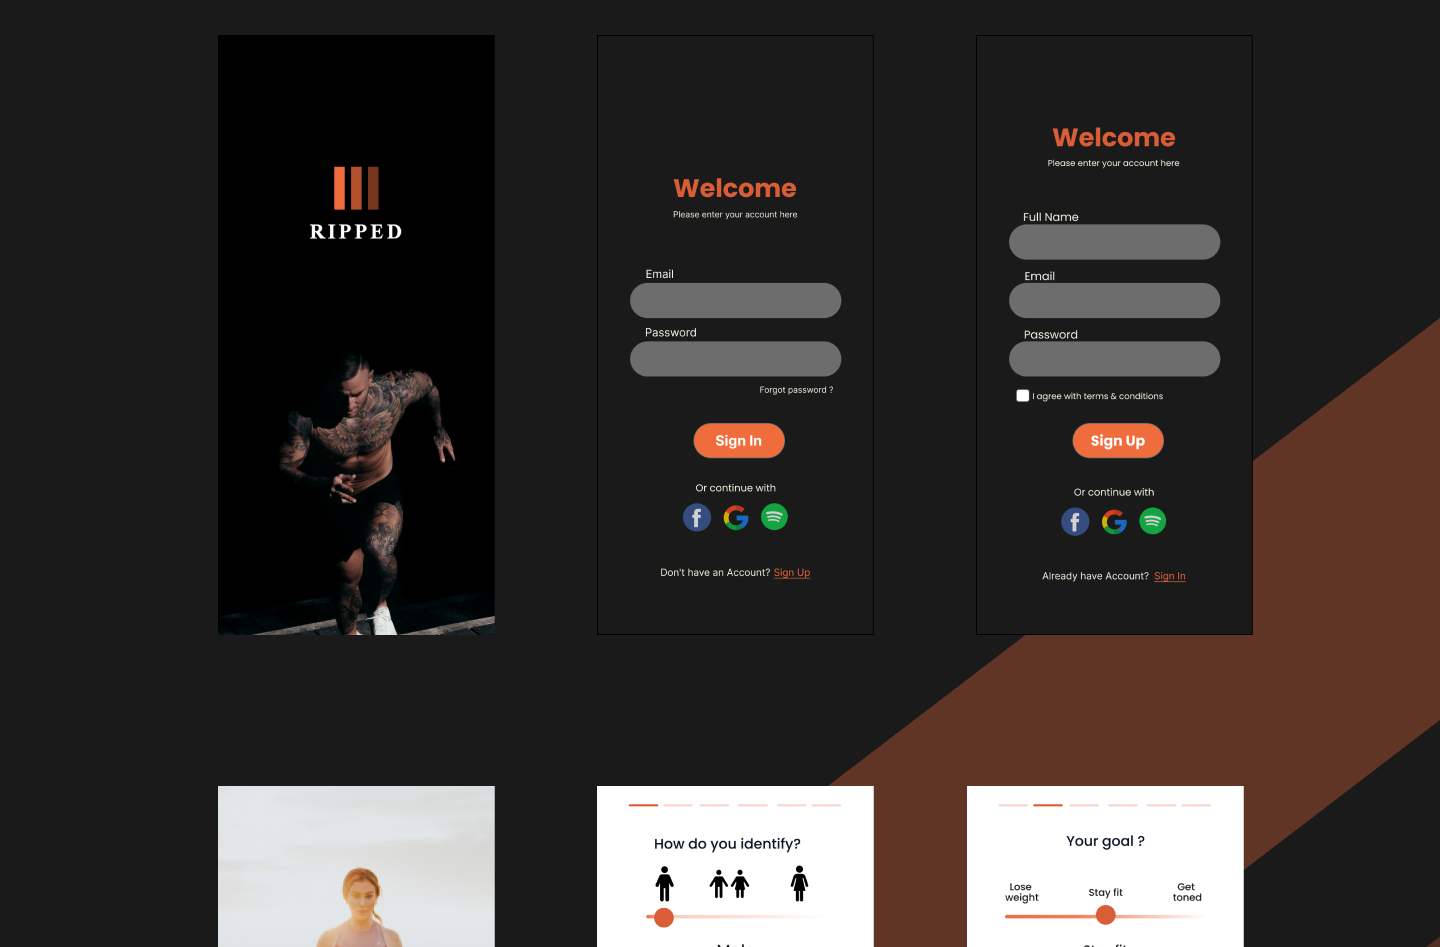 RIPPED
Welcome
Please enter your account here
Email
Password
Forgot password ?
Sign In
Or continue with
Don't have an Account? Sign Up
Welcome
Please enter your account here
Full Name
Email
Password
I agree with terms & conditions
Sign Up
Or continue with
Already have Account? Sign In
How do you identify?
Your goal ?
Lose
weight
Stay fit
Get
toned